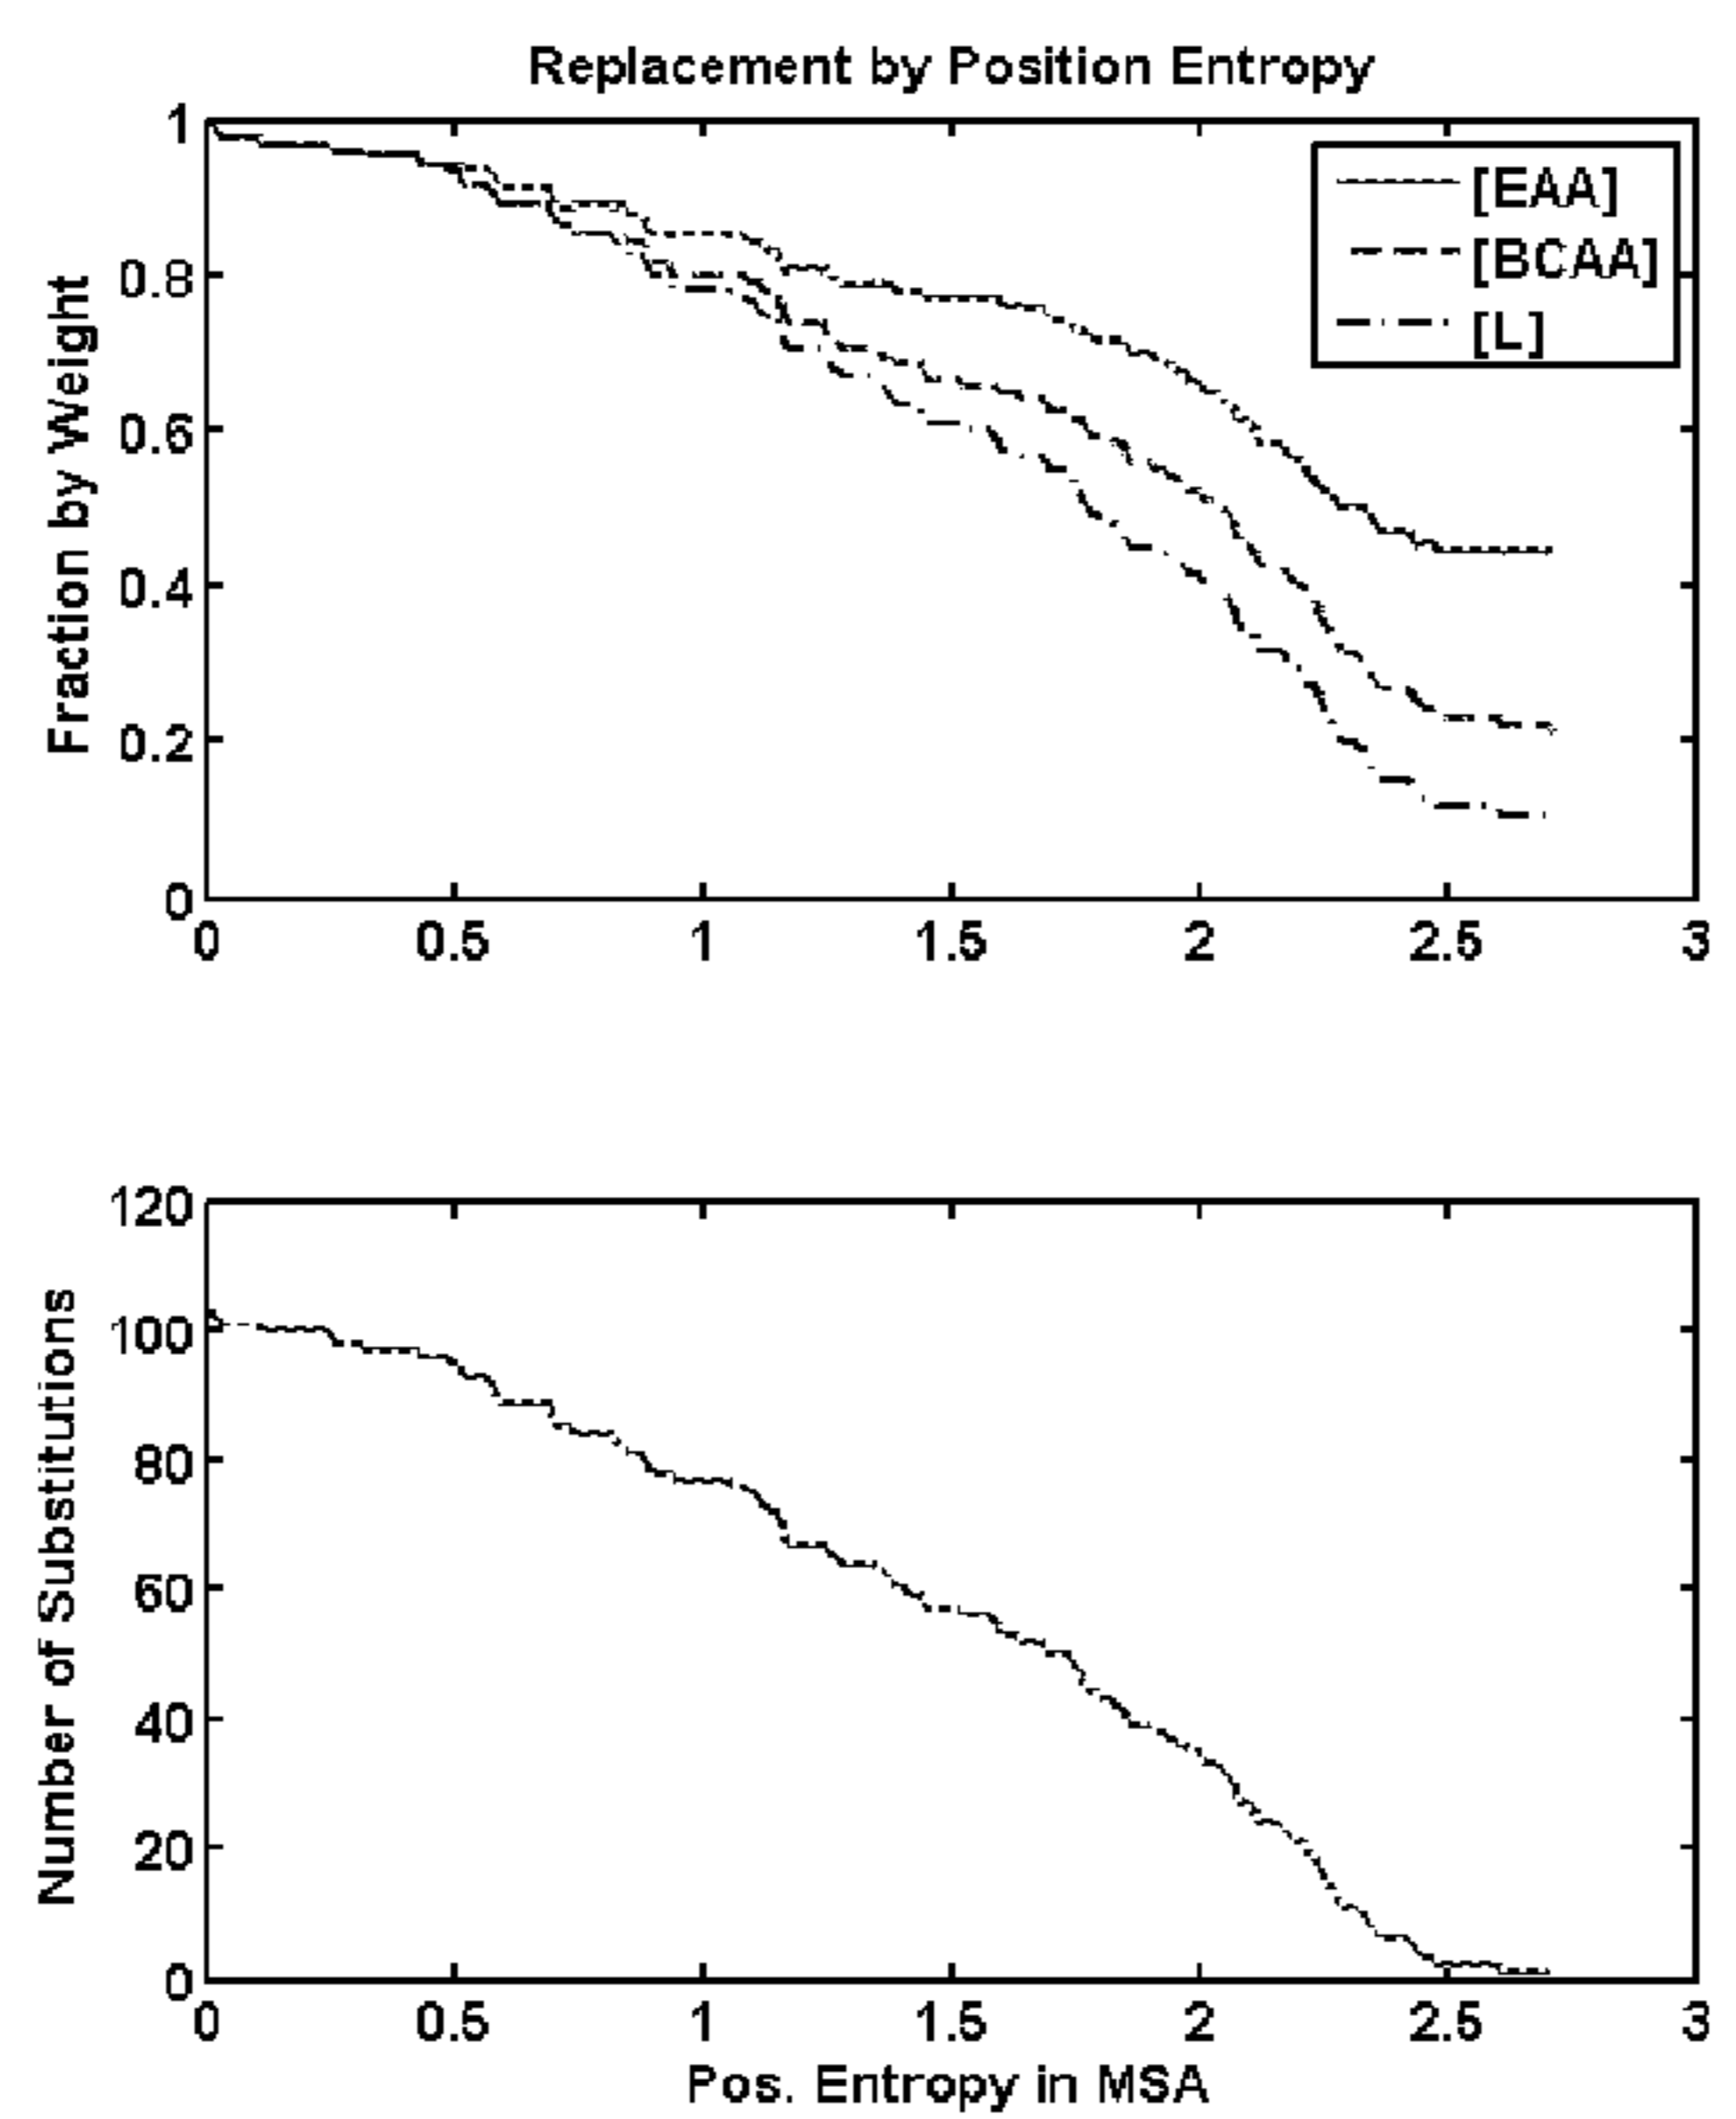 Replacement by Position Entropy
[EAA]
[BCAA]
[L]
Fraction by Weight
1
0.8
0.6
0.4
0.2
0
0 0.5 1 1.5 2 2.5 3
Number of Substitutions
120
100
80
60
40
20
0
0 0.5 1 1.5 2 2.5 3
Pos. Entropy in MSA